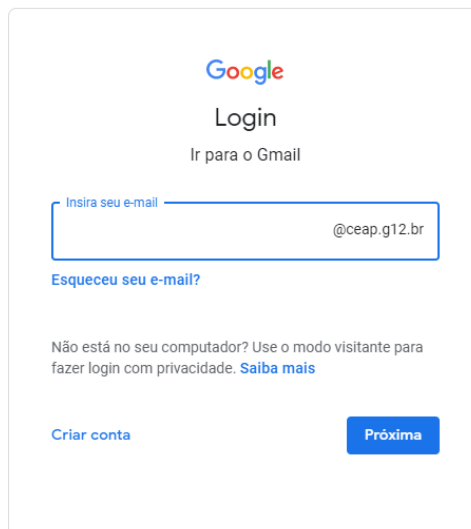 Google
Login
Ir para o Gmail
Insira seu e-mail
@ceap.g12.br
Esqueceu seu e-mail?
Não está no seu computador? Use o modo visitante para
fazer login com privacidade. Saiba mais
Criar conta
Próxima